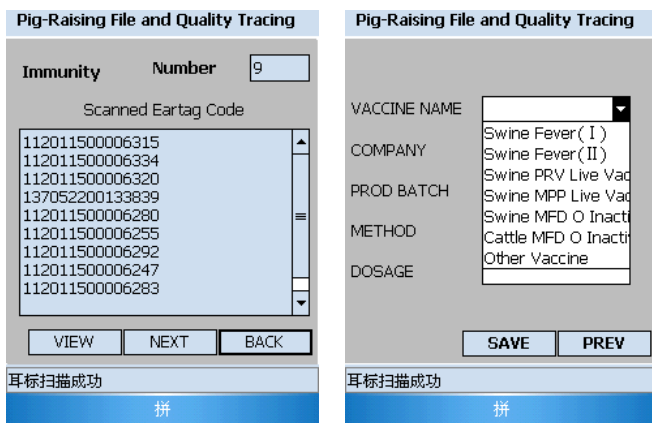 Pig-Raising File and Quality Tracing
Immunity Number 9
Scanned Eartag Code
112011500006315
112011500006334
112011500006320
137052200133839
112011500006280
112011500006255
112011500006292
112011500006247
112011500006283
VIEW NEXT BACK
耳标扫描成功
拼
Pig-Raising File and Quality Tracing
VACCINE NAME
Swine Fever(Ⅰ)
Swine Fever(Ⅱ)
COMPANY
Swine PRV Live Vac
PROD BATCH
Swine MPP Live Vac
Swine MFD O Inacti
METHOD
Cattle MFD O Inacti
Other Vaccine
DOSAGE
SAVE PREV
耳标扫描成功
拼